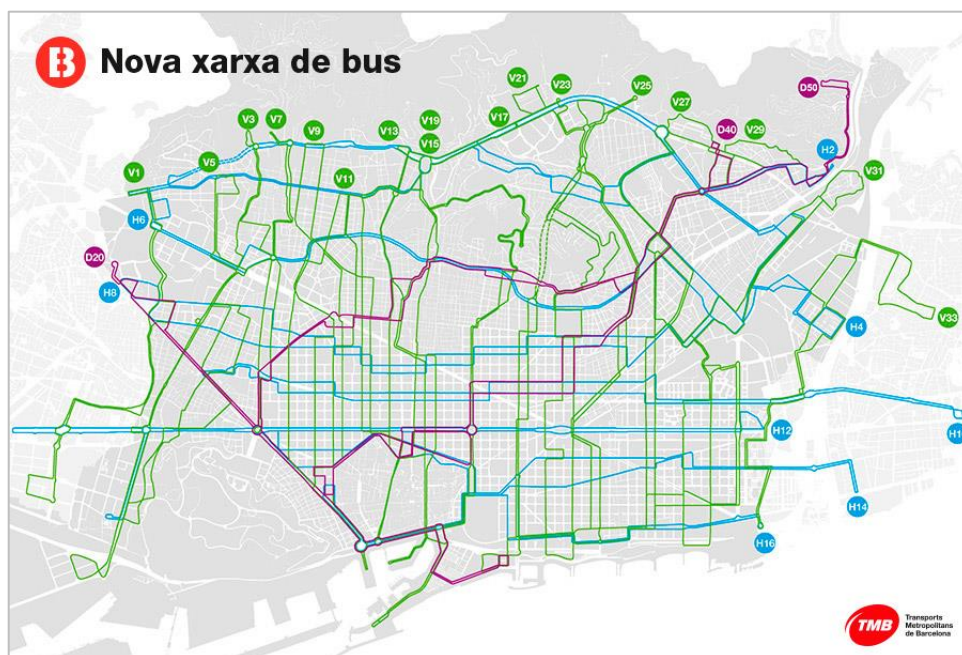 B Nova xarxa de bus
V1
V3
V5
V7
V9
V11
V13
V15
V19
V17
V21
V23
V25
V27
D40
V29
D50
H2
V31
H6
D20
H8
V33
H4
H12
H14
H16
TMB
Transports
Metropolitans
de Barcelona